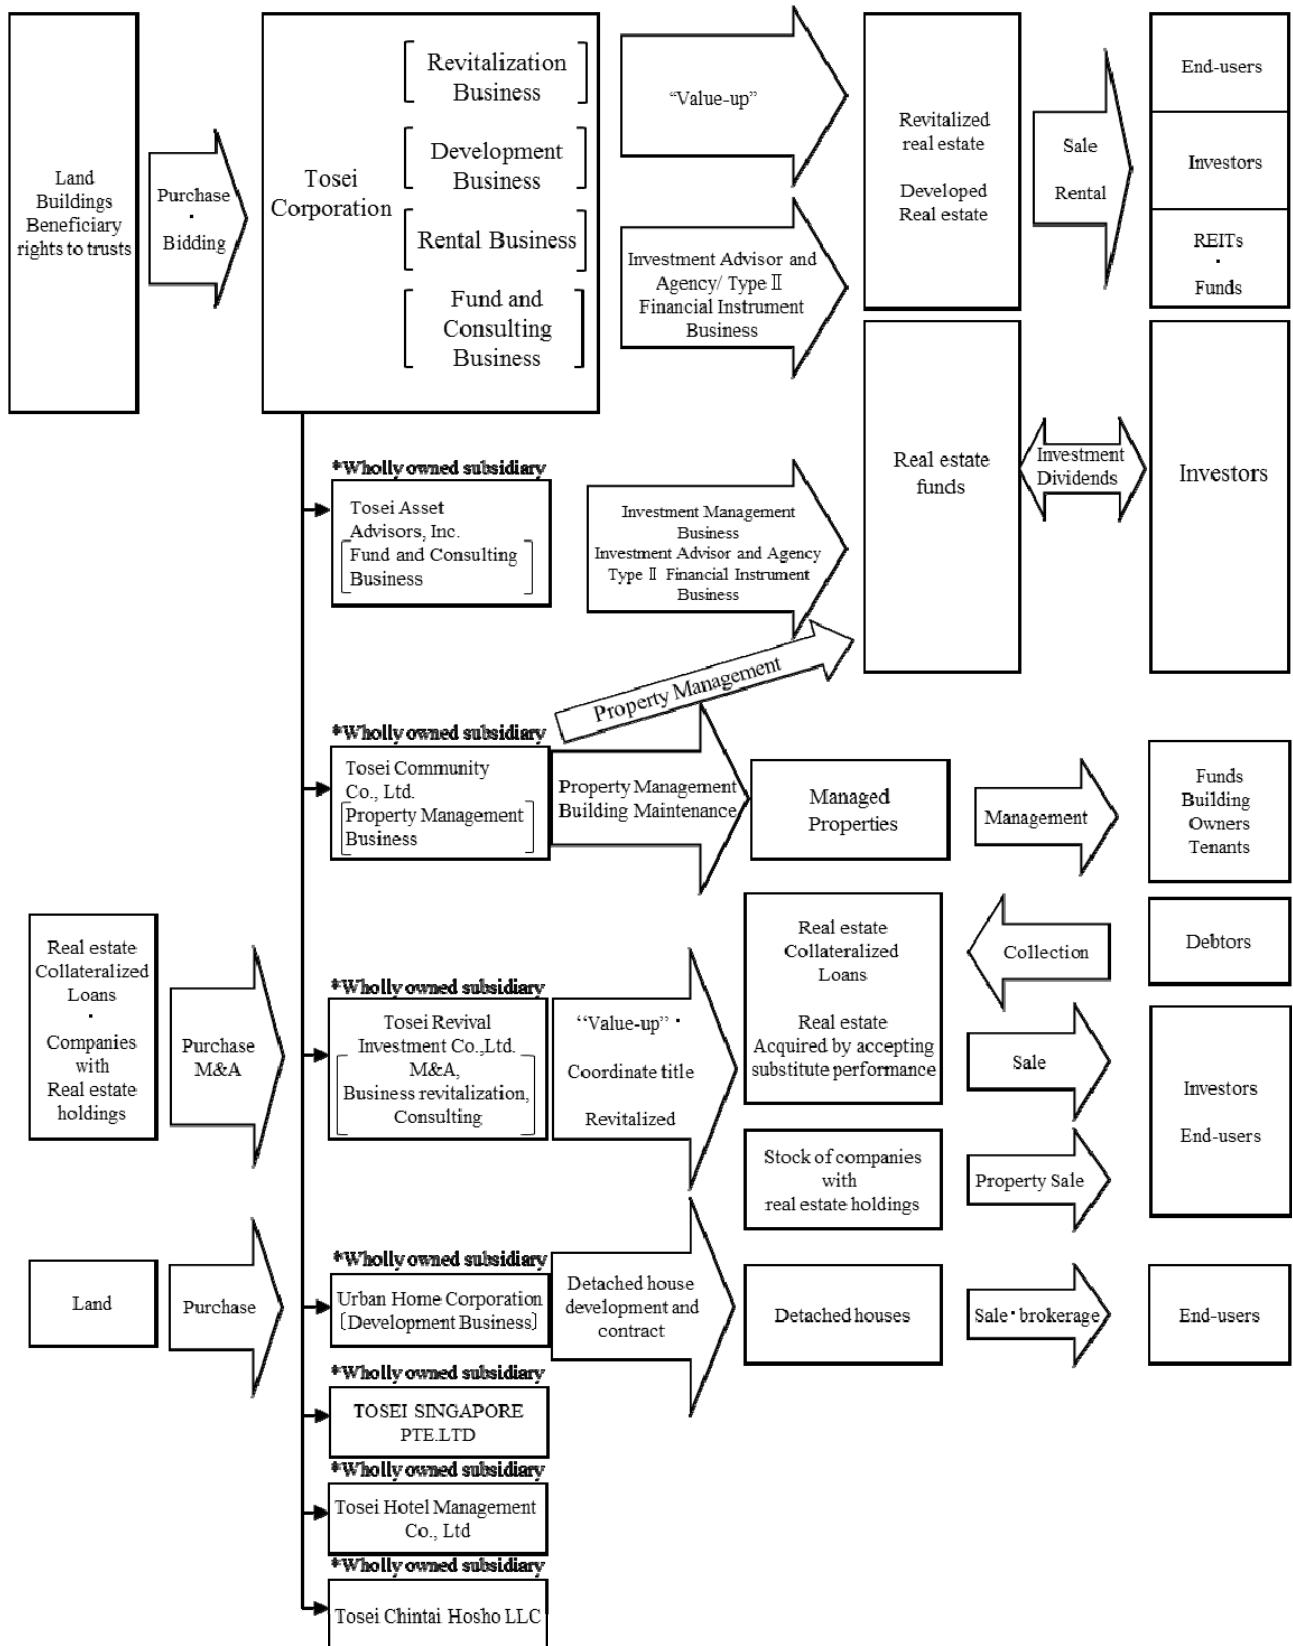 Land
Buildings
Beneficiary
rights to trusts
Purchase
・
Bidding
Tosei
Corporation
Revitalization
Business
Development
Business
Rental Business
Fund and
Consulting
Business
“Value-up”
Investment Advisor and
Agency/ Type Ⅱ
Financial Instrument
Business
Revitalized
real estate
Developed
Real estate
Sale
Rental
End-users
Investors
REITs
・
Funds
*Wholly owned subsidiary
Tosei Asset
Advisors, Inc.
Fund and Consulting
Business
Investment Management
Business
Investment Advisor and Agency
Type Ⅱ Financial Instrument
Business
Real estate
funds
Investment
Dividends
Investors
Property Management
*Wholly owned subsidiary
Tosei Community
Co., Ltd.
Property Management
Business
Property Management
Building Maintenance
Managed
Properties
Management
Funds
Building
Owners
Tenants
Real estate
Collateralized
Loans
・
Companies
with
Real estate
holdings
Purchase
M&A
*Wholly owned subsidiary
Tosei Revival
Investment Co.,Ltd.
M&A,
Business revitalization,
Consulting
“Value-up”・
Coordinate title
Revitalized
Real estate
Collateralized
Loans
Real estate
Acquired by accepting
substitute performance
Collection
Debtors
Sale
Investors
End-users
Stock of companies
with
real estate holdings
Property Sale
Land
Purchase
*Wholly owned subsidiary
Urban Home Corporation
〔Development Business〕
Detached house
development and
contract
Detached houses
Sale・brokerage
End-users
*Wholly owned subsidiary
TOSEI SINGAPORE
PTE.LTD
*Wholly owned subsidiary
Tosei Hotel Management
Co., Ltd
*Wholly owned subsidiary
Tosei Chintai Hosho LLC